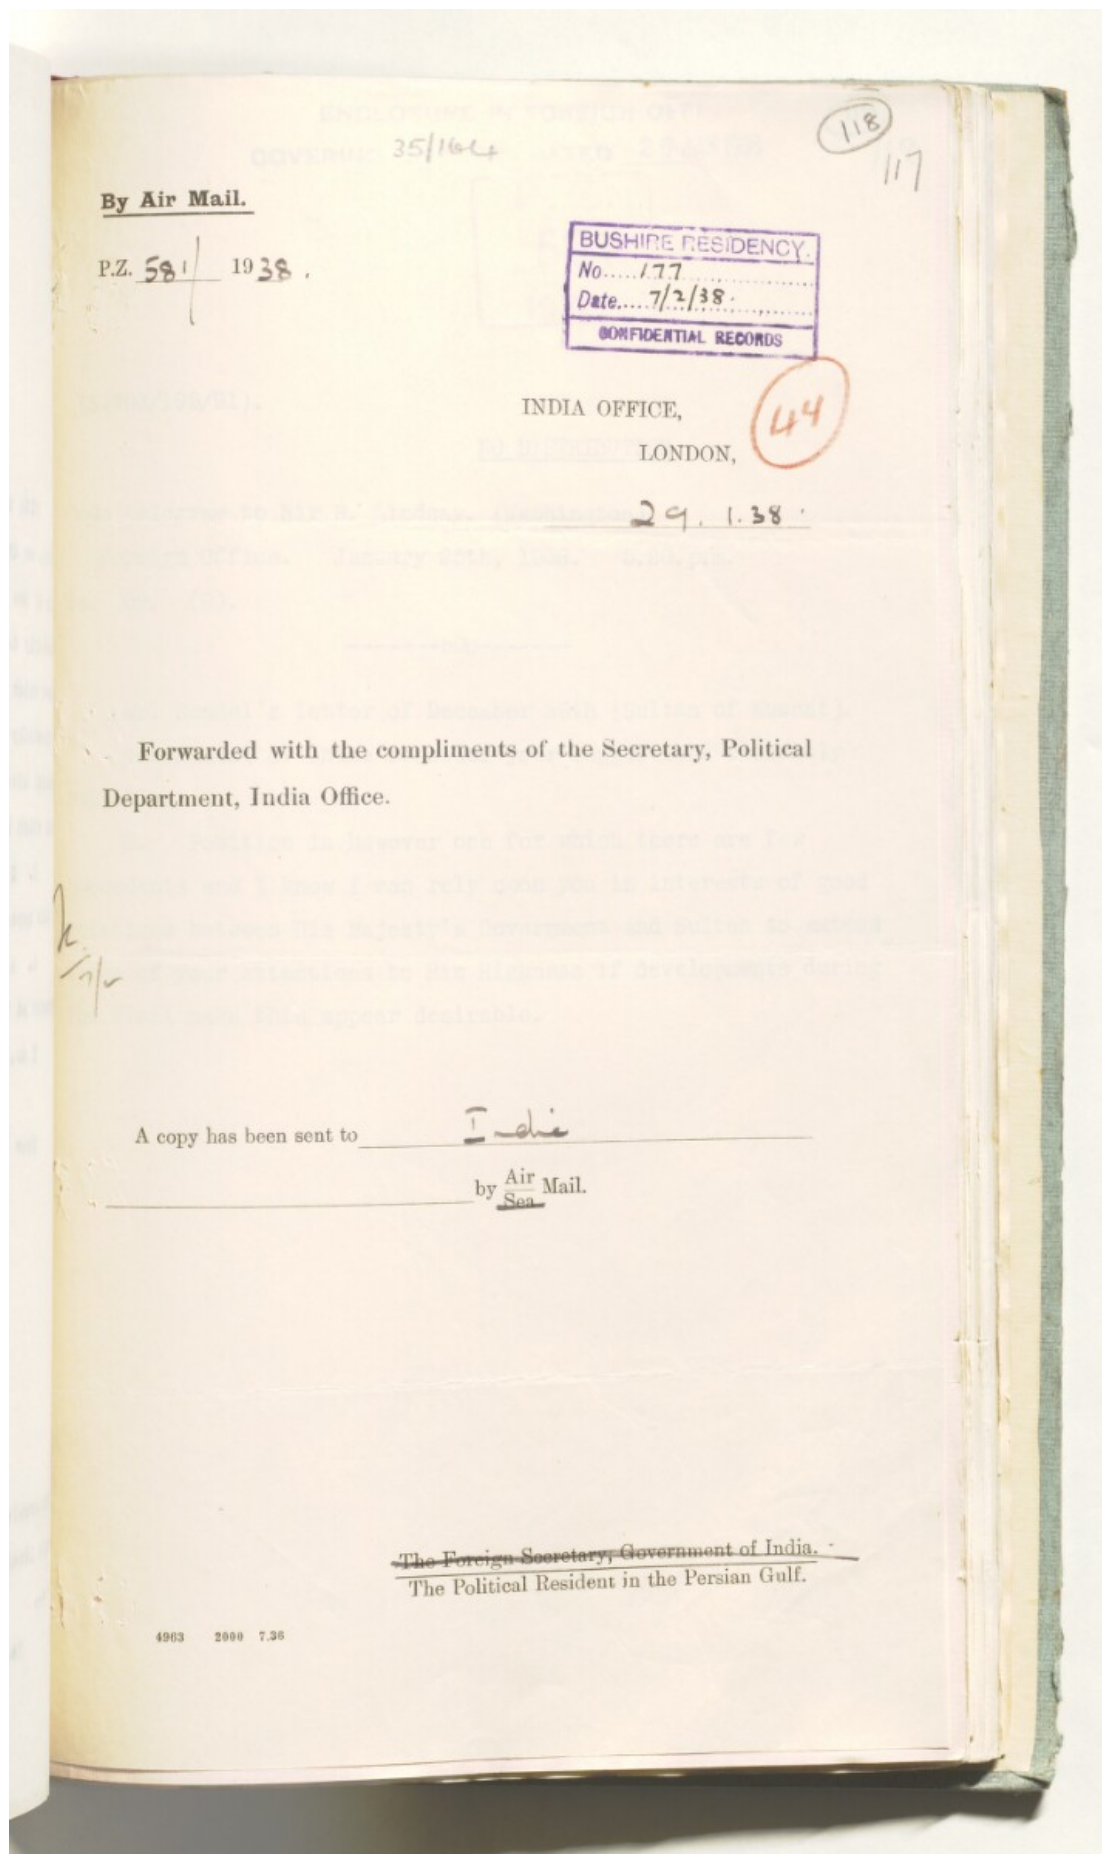 118
35/164
117
By Air Mail.
P.Z. 581/ 1938.
BUSHIRE RESIDENCY.
No.....177
Date....7/2/38.
CONFIDENTIAL RECORDS
44
INDIA OFFICE,
LONDON,
29. 1. 38.
Forwarded with the compliments of the Secretary, Political
Department, India Office.
A copy has been sent to India
by Air Mail.
Sea
The Foreign Secretary, Government of India.
The Political Resident in the Persian Gulf.
4963 2000 7.36